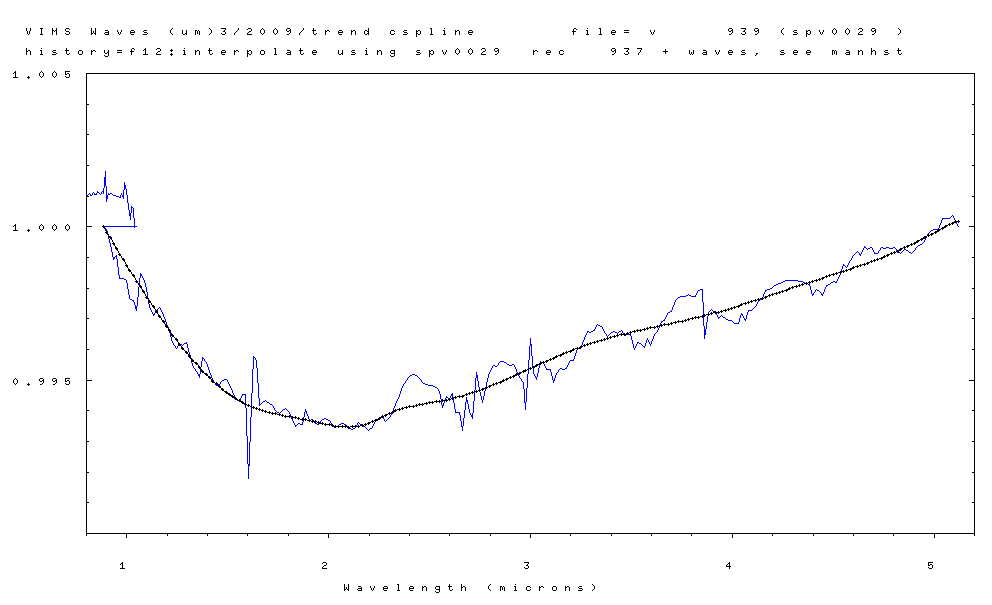 VIMS Waves (um)3/2009/trend cspline file= v 939 (spv0029 )
history=f12:interpolate using spv0029 rec 937 + waves, see manhst
1.005
1.000
0.995
1 2 3 4 5
Wavelength (microns)